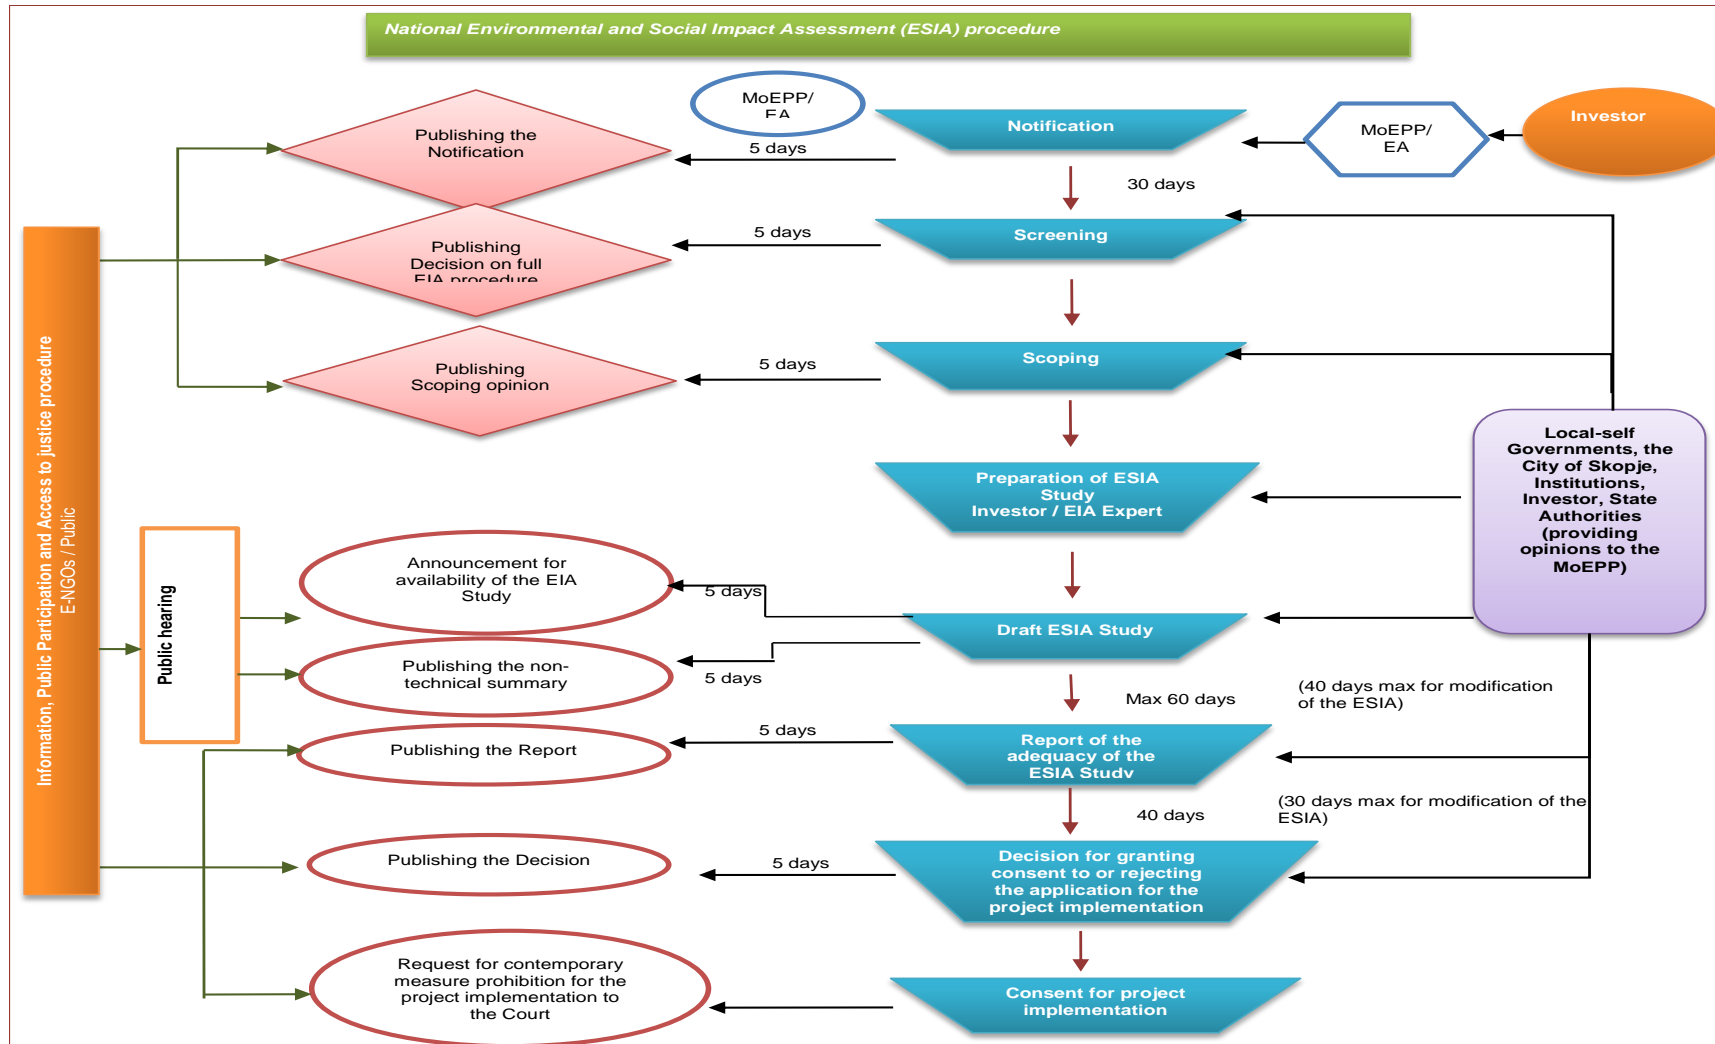 National Environmental and Social Impact Assessment (ESIA) procedure
MoEPP/
EA
Notification
MoEPP/
EA
Investor
Publishing the
Notification
5 days
30 days
Screening
5 days
Publishing
Decision on full
EIA procedure
Scoping
5 days
Publishing
Scoping opinion
Information, Public Participation and Access to justice procedure
E-NGOs / Public
Local-self
Governments, the
City of Skopje,
Institutions,
Investor, State
Authorities
(providing
opinions to the
MoEPP)
Preparation of ESIA
Study
Investor / EIA Expert
Public hearing
Announcement for
availability of the EIA
Study
5 days
Draft ESIA Study
Publishing the non-
technical summary
5 days
Max 60 days
(40 days max for modification
of the ESIA)
Publishing the Report
5 days
Report of the
adequacy of the
ESIA Study
40 days
(30 days max for modification of the
ESIA)
Publishing the Decision
5 days
Decision for granting
consent to or rejecting
the application for the
project implementation
Request for contemporary
measure prohibition for the
project implementation to
the Court
Consent for project
implementation